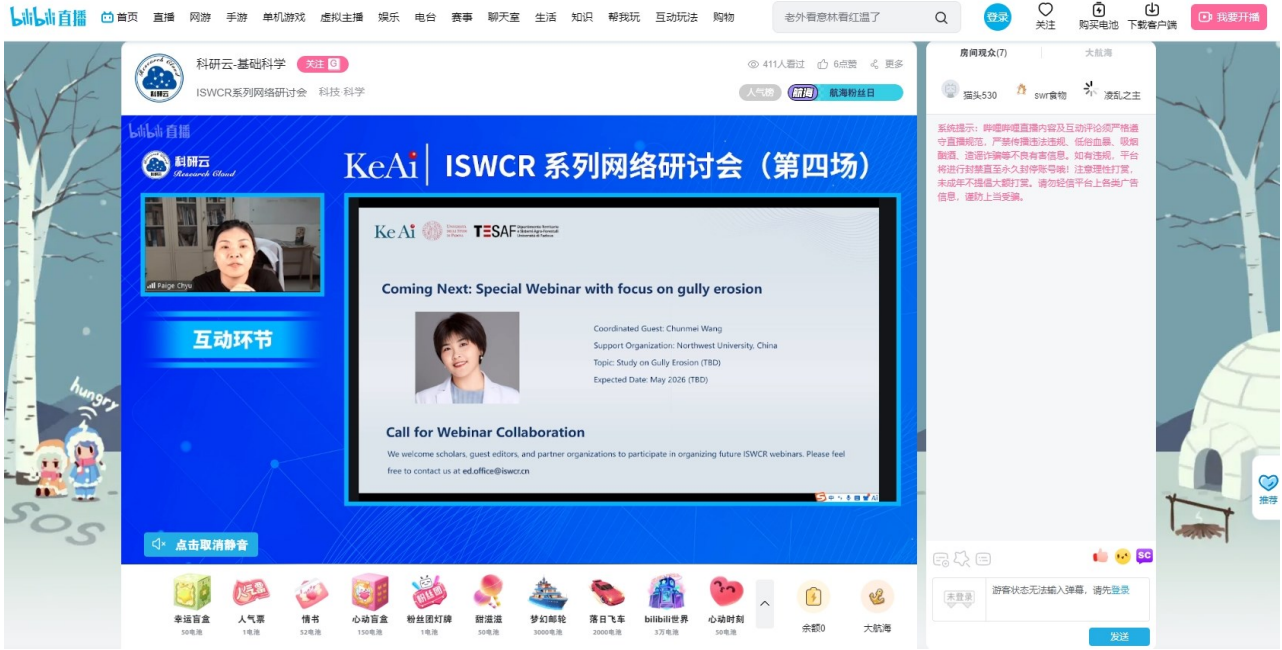 bilibili直播 首页 直播 网游 手游 单机游戏 虚拟主播 娱乐 电台 赛事 聊天室 生活 知识 帮我玩 互动玩法 购物
老外看意林看红温了
登录 关注 购买电池 下载客户端 我要开播
科研云-基础科学 关注
411人看过 6点赞 更多
ISWCR系列网络研讨会 科技 科学
人气榜 航海 航海粉丝日
bilibili 直播
科研云
Research Cloud
KeAi ISWCR 系列网络研讨会（第四场）
Paige Chyu
互动环节
KeAi TESAF
Coming Next: Special Webinar with focus on gully erosion
Coordinated Guest: Chunmei Wang
Support Organization: Northwest University, China
Topic: Study on Gully Erosion (TBD)
Expected Date: May 2026 (TBD)
Call for Webinar Collaboration
We welcome scholars, guest editors, and partner organizations to participate in organizing future ISWCR webinars. Please feel
free to contact us at ed.office@iswcr.cn
点击取消静音
幸运盲盒 人气票 情书 心动盲盒 粉丝团灯牌 甜滋滋 梦幻邮轮 落日飞车 bilibili世界 心动时刻
50电池 1电池 52电池 150电池 1电池 50电池 3000电池 2000电池 3万电池 50电池
余额0 大航海
房间观众(7) 大航海
猫头530 swr食物 凌乱之主
系统提示：哔哩哔哩直播内容及互动评论须严格遵
守直播规范，严禁传播违法违规、低俗血暴、吸烟
酗酒、造谣诈骗等不良有害信息。如有违规，平台
将进行封禁直至永久封停账号哦！注意理性打赏，
未成年不提倡大额打赏。请勿轻信平台上各类广告
信息，谨防上当受骗。
hungry
SOS
推荐
SC
未登录 游客状态无法输入弹幕，请先登录
发送